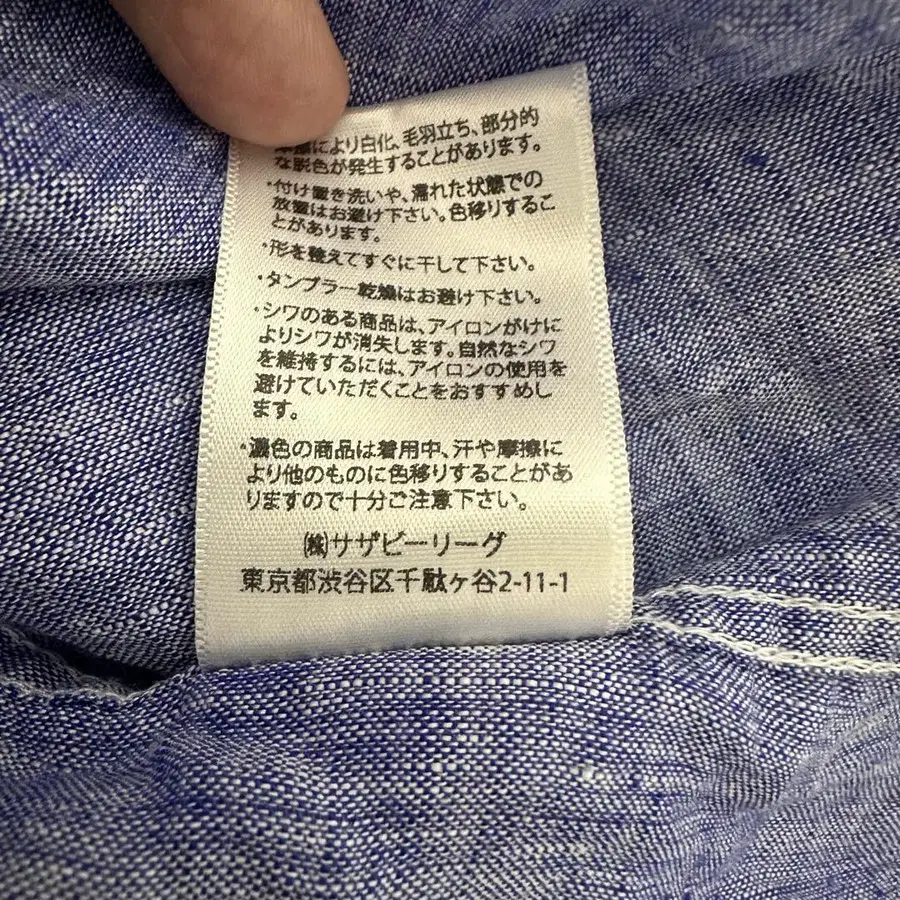 により白化、毛羽立ち、部分的
な脱色が発生することがあります。
・付け置き洗いや、濡れた状態での
放置はお避け下さい。色移りするこ
とがあります。
・形を整えてすぐに干して下さい。
・タンブラー乾燥はお避け下さい。
・シワのある商品は、アイロンがけに
よりシワが消失します。自然なシワ
を維持するには、アイロンの使用を
避けていただくことをおすすめし
ます。
・濃色の商品は着用中、汗や摩擦に
より他のものに色移りすることがあ
りますので十分ご注意下さい。
㈱サザビーリーグ
東京都渋谷区千駄ヶ谷2-11-1